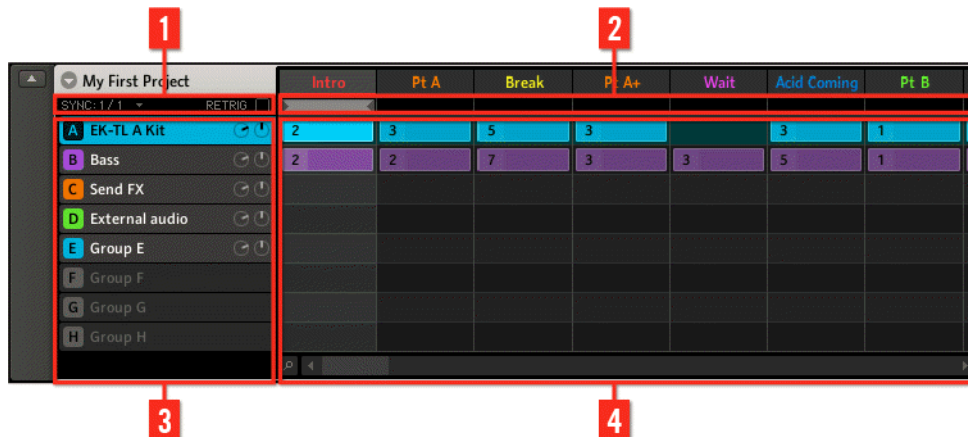 1 2
My First Project Intro Pt A Break Pt A+ Wait Acid Coming Pt B
SYNC: 1 / 1 RETRIG
A EK-TL A Kit 2 3 5 3 3 1
B Bass 2 2 7 3 3 5 1
C Send FX
D External audio
E Group E
F Group F
G Group G
H Group H
3 4